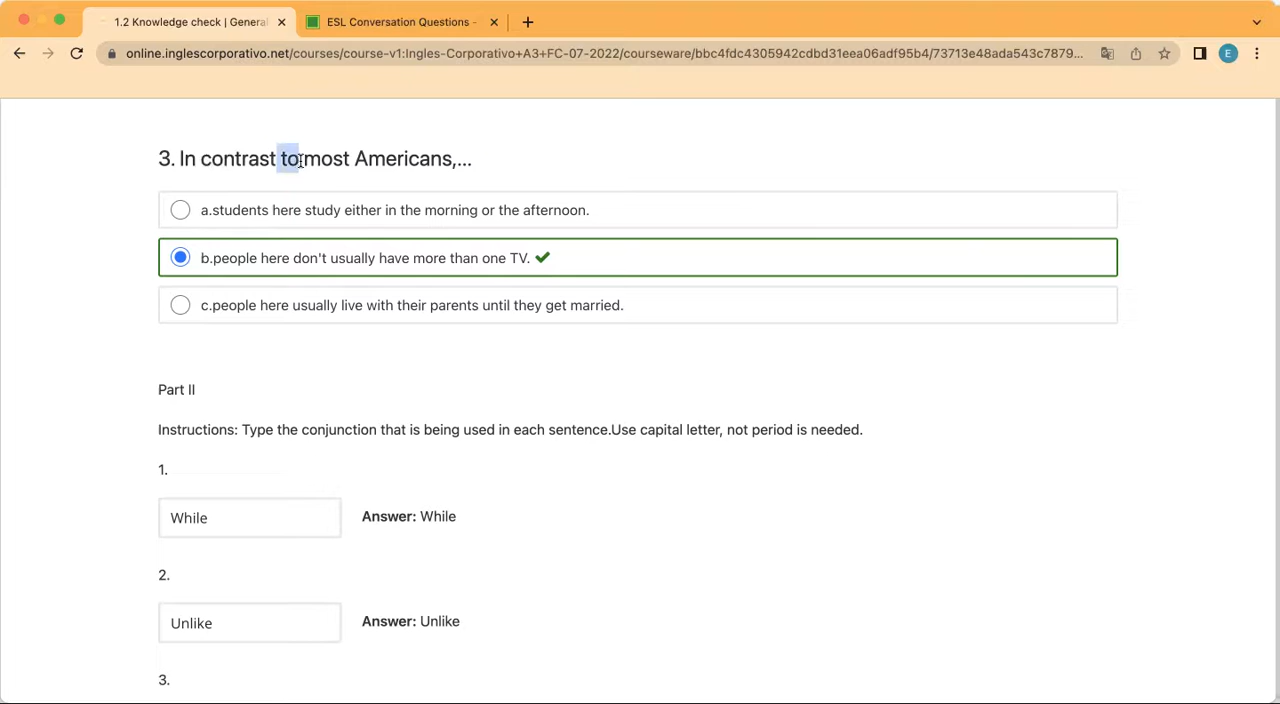 1.2 Knowledge check | General
ESL Conversation Questions -
online.inglescorporativo.net/courses/course-v1:Ingles-Corporativo+A3+FC-07-2022/courseware/bbc4fdc4305942cdbd31eea06adf95b4/73713e48ada543c7879...
E
3. In contrast to most Americans,...
a.students here study either in the morning or the afternoon.
b.people here don't usually have more than one TV.
c.people here usually live with their parents until they get married.
Part II
Instructions: Type the conjunction that is being used in each sentence.Use capital letter, not period is needed.
1.
While Answer: While
2.
Unlike Answer: Unlike
3.